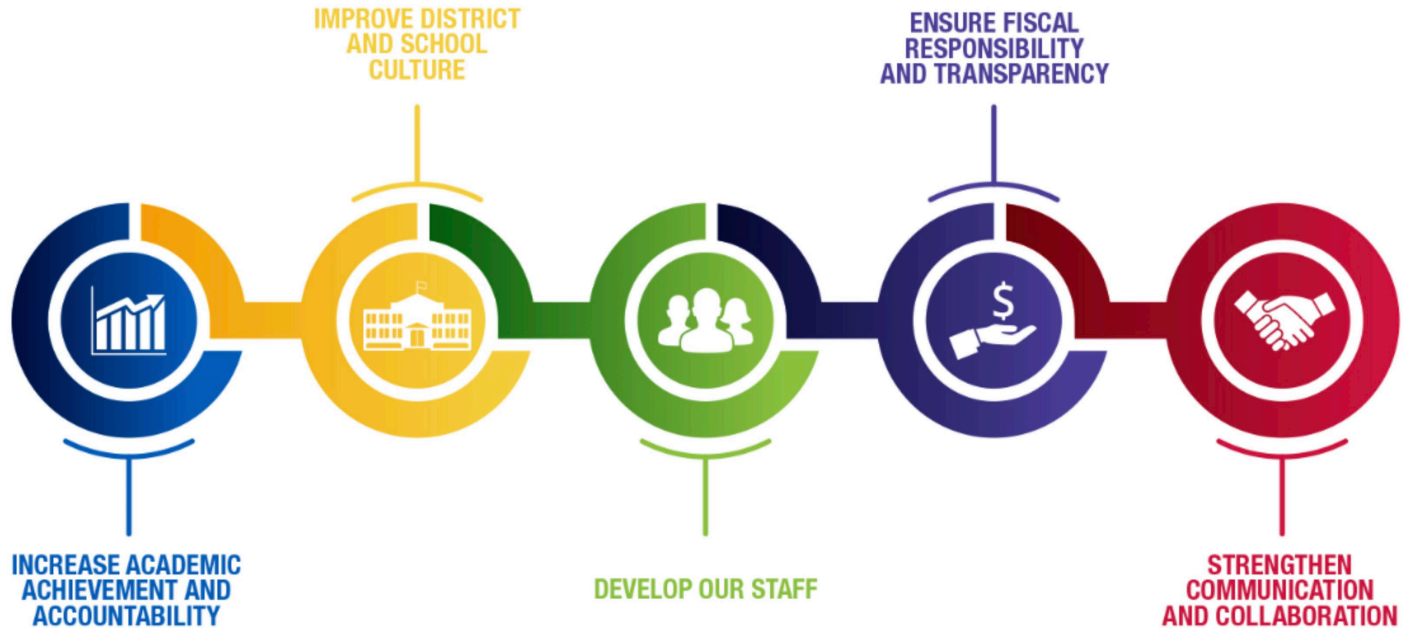 IMPROVE DISTRICT
AND SCHOOL
CULTURE
ENSURE FISCAL
RESPONSIBILITY
AND TRANSPARENCY
$
INCREASE ACADEMIC
ACHIEVEMENT AND
ACCOUNTABILITY
DEVELOP OUR STAFF
STRENGTHEN
COMMUNICATION
AND COLLABORATION